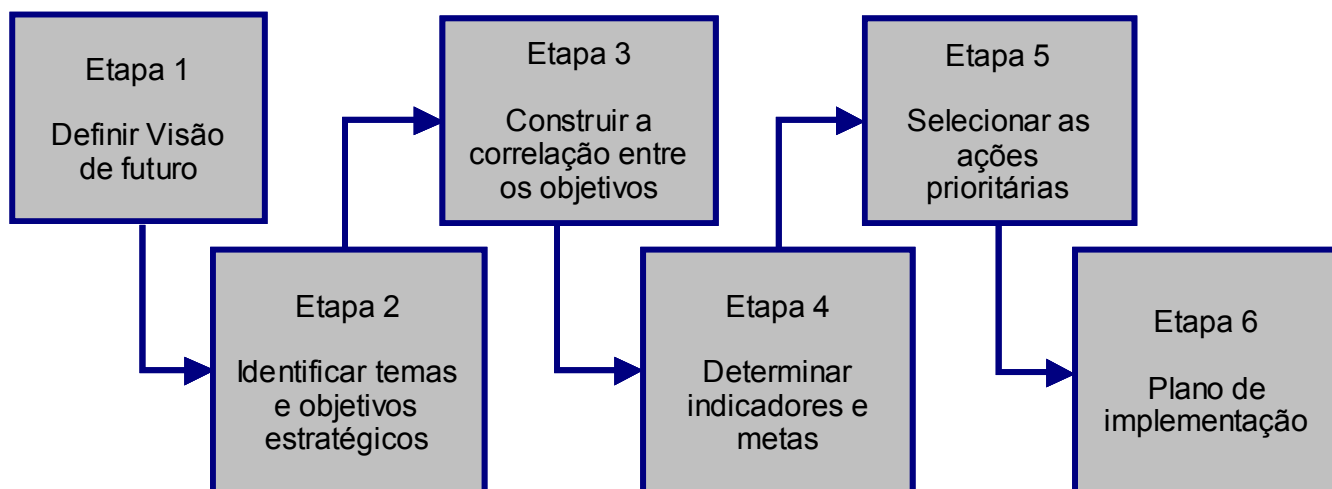 Etapa 1
Definir Visão
de futuro
Etapa 2
Identificar temas
e objetivos
estratégicos
Etapa 3
Construir a
correlação entre
os objetivos
Etapa 4
Determinar
indicadores e
metas
Etapa 5
Selecionar as
ações
prioritárias
Etapa 6
Plano de
implementação